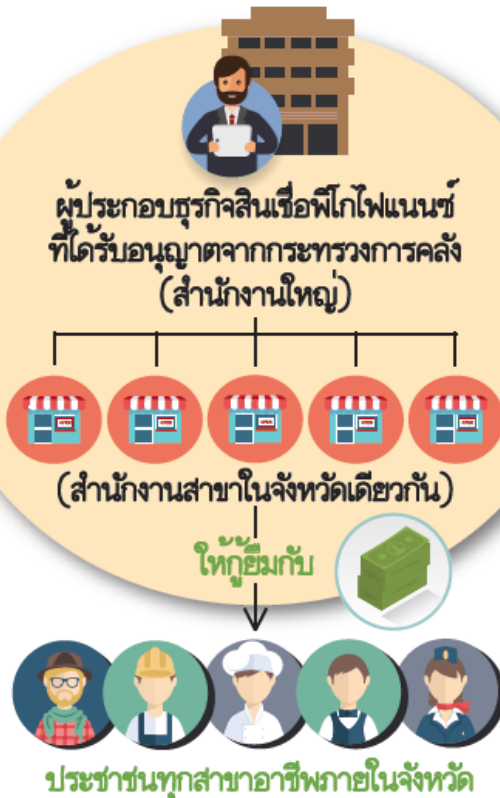 ผู้ประกอบธุรกิจสินเชื่อพิโกไฟแนนซ์
ที่ได้รับอนุญาตจากกระทรวงการคลัง
(สำนักงานใหญ่)
(สำนักงานสาขาในจังหวัดเดียวกัน)
ให้กู้ยืมกับ
ประชาชนทุกสาขาอาชีพภายในจังหวัด